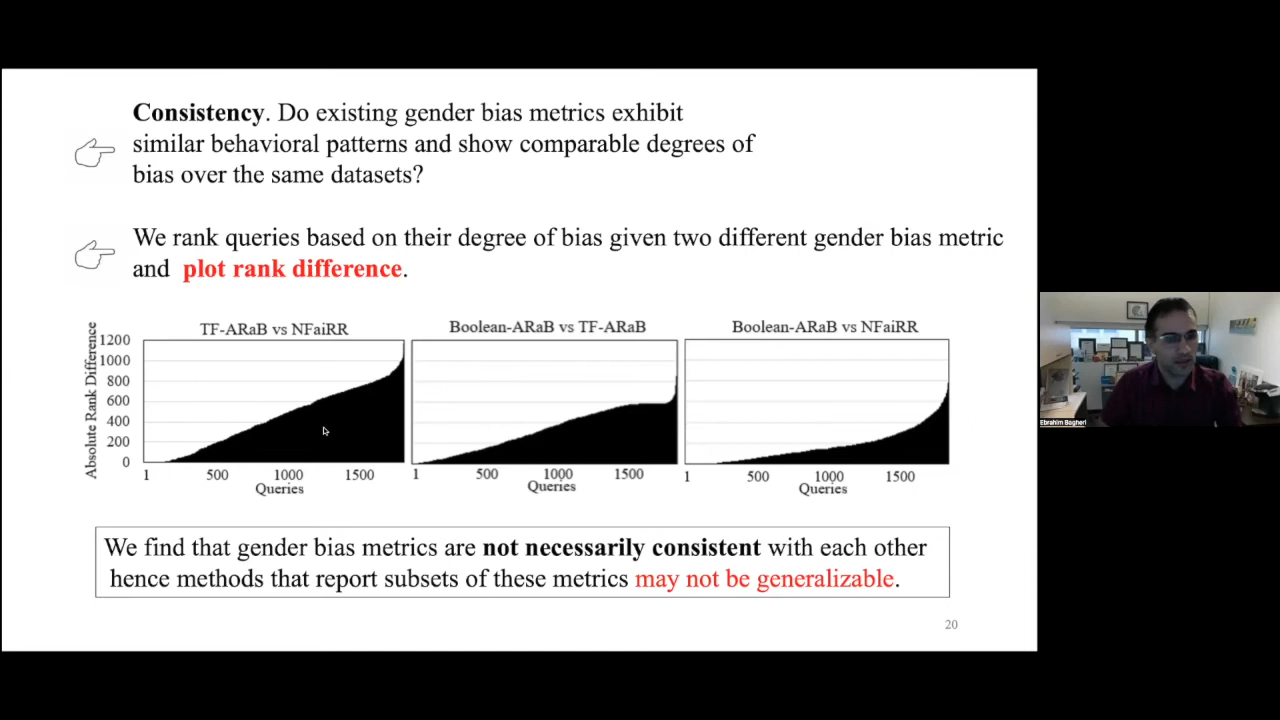 Consistency. Do existing gender bias metrics exhibit
similar behavioral patterns and show comparable degrees of
bias over the same datasets?
We rank queries based on their degree of bias given two different gender bias metric
and plot rank difference.
Absolute Rank Difference
TF-ARaB vs NFaiRR
1200
1000
800
600
400
200
0
1 500 1000 1500
Queries
Boolean-ARaB vs TF-ARaB
1 500 1000 1500
Queries
Boolean-ARaB vs NFaiRR
1 500 1000 1500
Queries
We find that gender bias metrics are not necessarily consistent with each other
hence methods that report subsets of these metrics may not be generalizable.
20
Ebrahim Bagheri